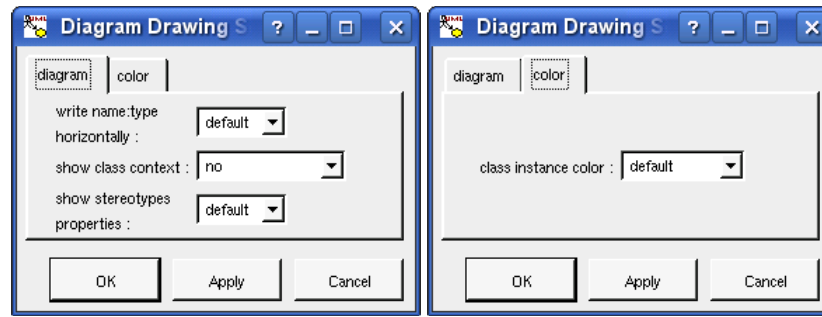 Diagram Drawing S ?
diagram color
write name:type
horizontally : default
show class context : no
show stereotypes
properties : default
OK Apply Cancel
Diagram Drawing S ?
diagram color
class instance color : default
OK Apply Cancel